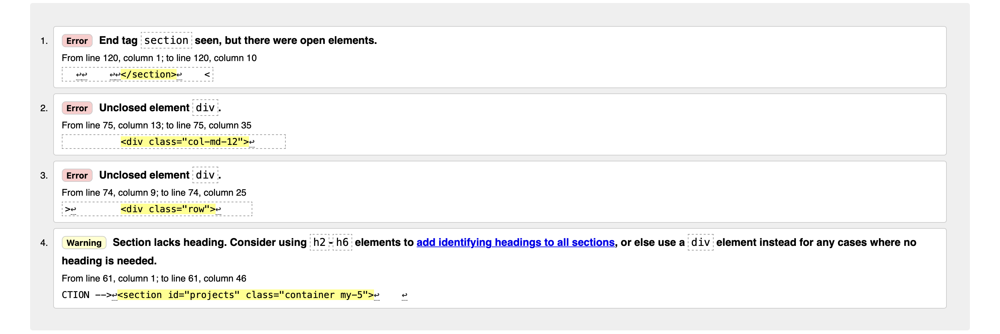 1. Error End tag section seen, but there were open elements.
From line 120, column 1; to line 120, column 10
↩↩    ↩↩</section>↩    <
2. Error Unclosed element div.
From line 75, column 13; to line 75, column 35
<div class="col-md-12">↩
3. Error Unclosed element div.
From line 74, column 9; to line 74, column 25
>↩        <div class="row">↩
4. Warning Section lacks heading. Consider using h2-h6 elements to add identifying headings to all sections, or else use a div element instead for any cases where no
heading is needed.
From line 61, column 1; to line 61, column 46
CTION -->↩<section id="projects" class="container my-5">↩    ↩